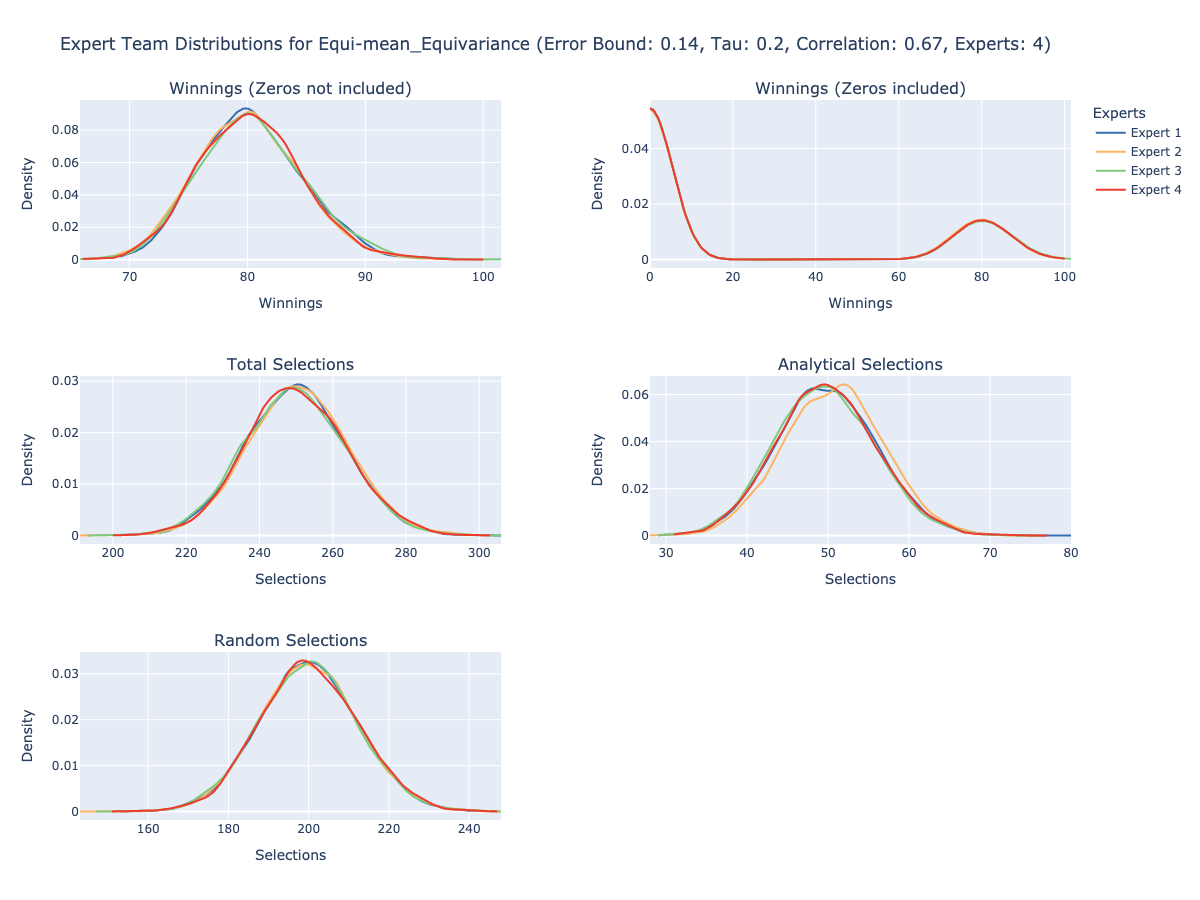 Expert Team Distributions for Equi-mean_Equivariance (Error Bound: 0.14, Tau: 0.2, Correlation: 0.67, Experts: 4)
Winnings (Zeros not included)
Density
0.08
0.06
0.04
0.02
0
70 80 90 100
Winnings
Winnings (Zeros included)
Density
0.04
0.02
0
0 20 40 60 80 100
Winnings
Experts
Expert 1
Expert 2
Expert 3
Expert 4
Total Selections
Density
0.03
0.02
0.01
0
200 220 240 260 280 300
Selections
Analytical Selections
Density
0.06
0.04
0.02
0
30 40 50 60 70 80
Selections
Random Selections
Density
0.03
0.02
0.01
0
160 180 200 220 240
Selections